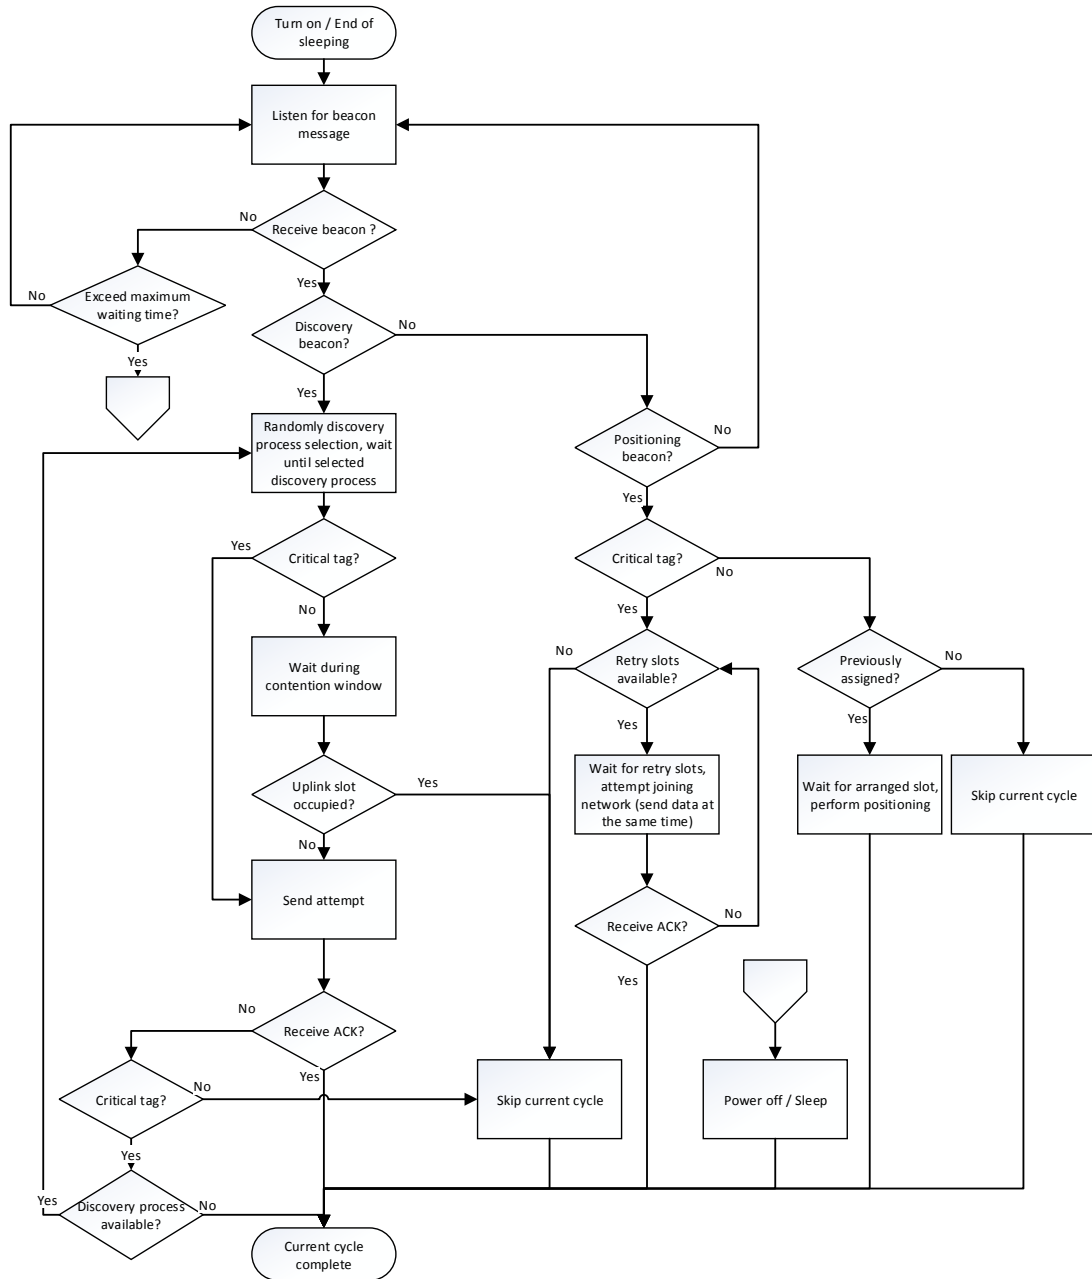 Turn on / End of
sleeping
Listen for beacon
message
No
Receive beacon ?
Yes
No
Exceed maximum
waiting time?
Yes
Discovery
beacon?
No
Yes
Randomly discovery
process selection, wait
until selected
discovery process
Positioning
beacon?
No
Yes
Yes
Critical tag?
No
Critical tag?
No
Yes
Wait during
contention window
No
Retry slots
available?
Yes
Previously
assigned?
No
Yes
Uplink slot
occupied?
Yes
No
Wait for retry slots,
attempt joining
network (send data at
the same time)
Wait for arranged slot,
perform positioning
Skip current cycle
Send attempt
Receive ACK?
No
Yes
No
Receive ACK?
Yes
Critical tag?
No
Yes
Skip current cycle
Power off / Sleep
Yes
Discovery process
available?
No
Current cycle
complete